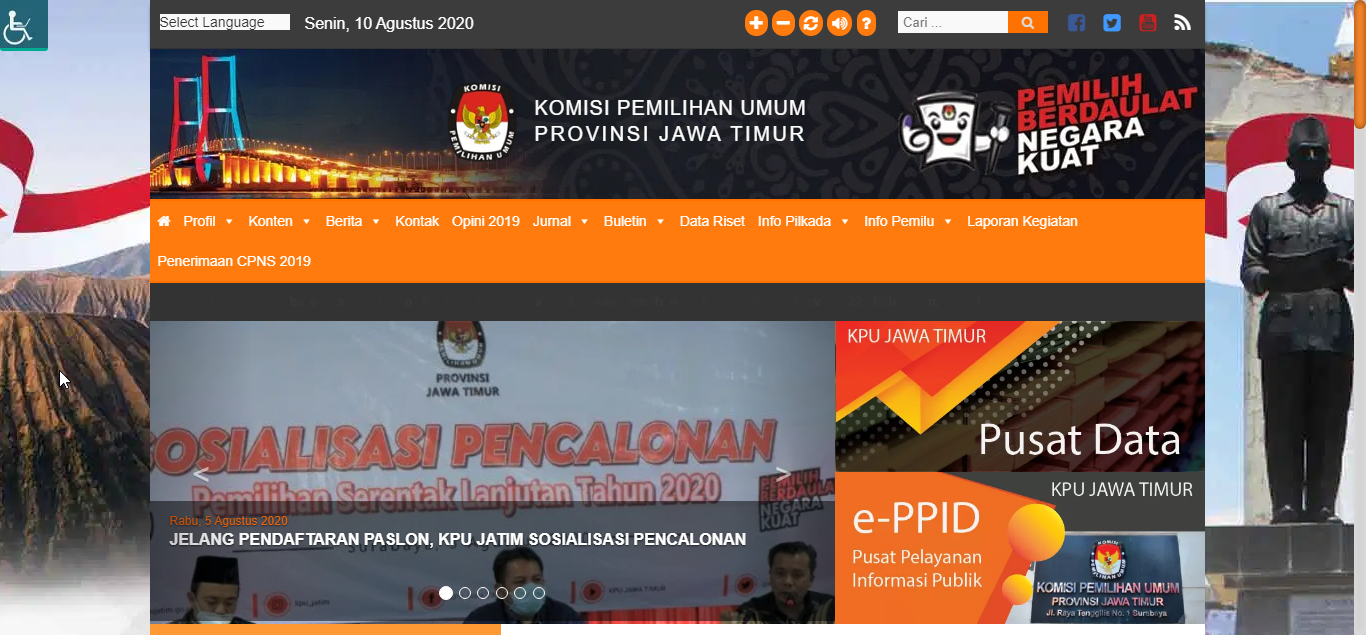 Select Language
Senin, 10 Agustus 2020
Cari ...
KOMISI
PEMILIHAN UMUM
KOMISI PEMILIHAN UMUM
PROVINSI JAWA TIMUR
PEMILIH
BERDAULAT
NEGARA
KUAT
Profil
Konten
Berita
Kontak
Opini 2019
Jurnal
Buletin
Data Riset
Info Pilkada
Info Pemilu
Laporan Kegiatan
Penerimaan CPNS 2019
PROVINSI
JAWA TIMUR
SOSIALISASI PENCALONAN
Pemilihan Serentak Lanjutan Tahun 2020
PEMILIH
BERDAULAT
NEGARA
KUAT
Rabu, 5 Agustus 2020
JELANG PENDAFTARAN PASLON, KPU JATIM SOSIALISASI PENCALONAN
kpu_jatim
KPU JAWA TIMUR
KPU JAWA TIMUR
Pusat Data
KPU JAWA TIMUR
e-PPID
Pusat Pelayanan
Informasi Publik
KOMISI PEMILIHAN UMUM
PROVINSI JAWA TIMUR
Jl. Raya Tenggilis No. 1 Surabaya